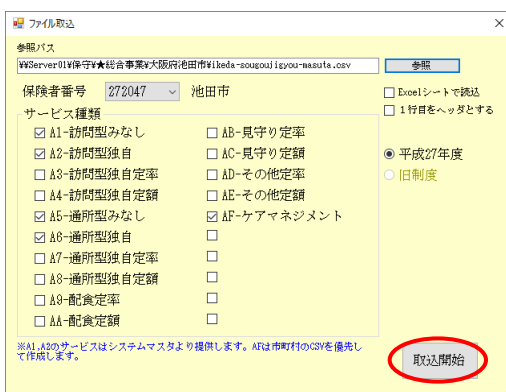 ファイル取込
参照パス
¥¥Server01¥保守¥★総合事業¥大阪府池田市¥ikeda-sougoujigyou-masuta.csv
参照
保険者番号 272047 池田市
Excelシートで読込
1行目をヘッダとする
サービス種類
A1-訪問型みなし
A2-訪問型独自
A3-訪問型独自定率
A4-訪問型独自定額
A5-通所型みなし
A6-通所型独自
A7-通所型独自定率
A8-通所型独自定額
A9-配食定率
AA-配食定額
AB-見守り定率
AC-見守り定額
AD-その他定率
AE-その他定額
AF-ケアマネジメント
平成27年度
旧制度
※A1,A2のサービスはシステムマスタより提供します。AFは市町村のCSVを優先し
て作成します。
取込開始